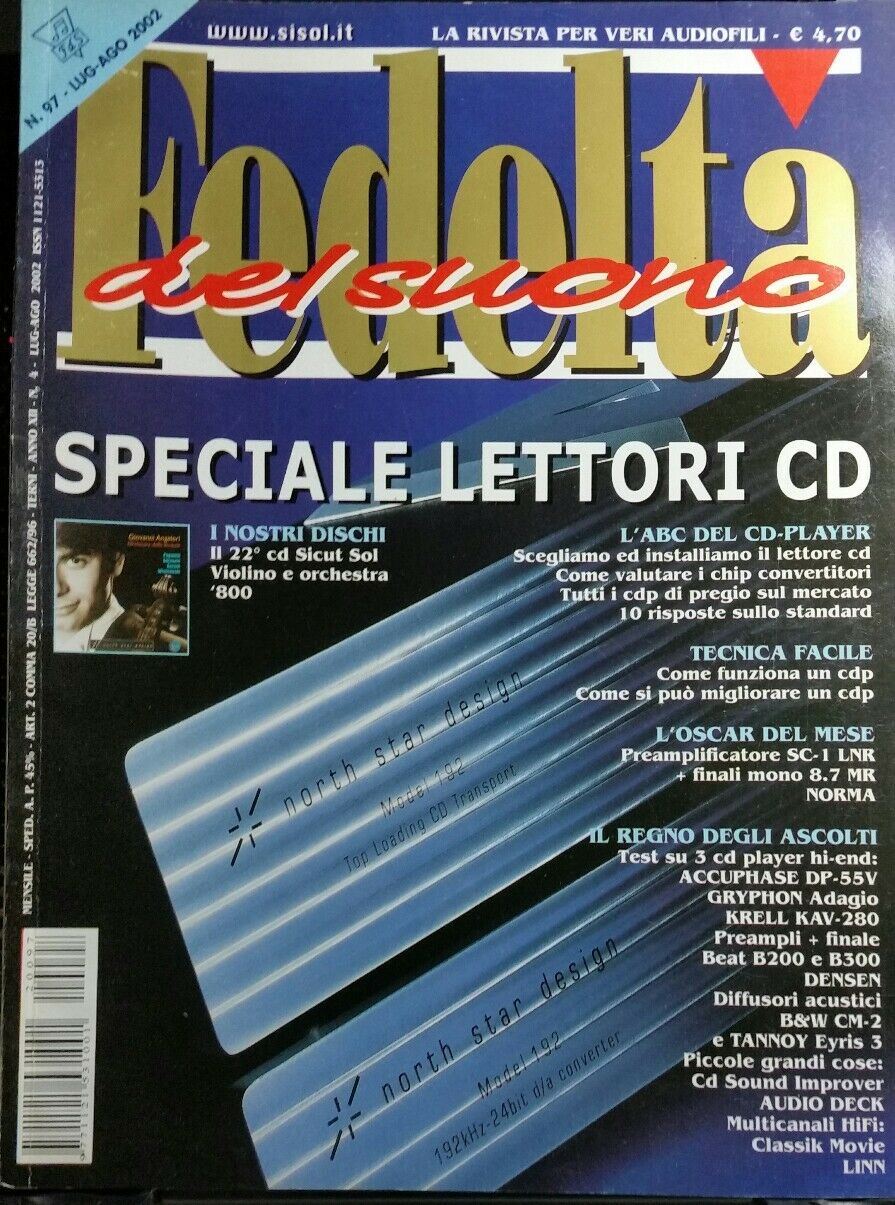 www.sisol.it
LA RIVISTA PER VERI AUDIOFILI - € 4,70
N. 97 - LUG-AGO 2002
Fedeltà
del suono
SPECIALE LETTORI CD
I NOSTRI DISCHI
Il 22° cd Sicut Sol
Violino e orchestra
'800
Giovanni Angeleri
L'ABC DEL CD-PLAYER
Scegliamo ed installiamo il lettore cd
Come valutare i chip convertitori
Tutti i cdp di pregio sul mercato
10 risposte sullo standard
TECNICA FACILE
Come funziona un cdp
Come si può migliorare un cdp
L'OSCAR DEL MESE
Preamplificatore SC-1 LNR
+ finali mono 8.7 MR
NORMA
IL REGNO DEGLI ASCOLTI
Test su 3 cd player hi-end:
ACCUPHASE DP-55V
GRYPHON Adagio
KRELL KAV-280
Preampli + finale
Beat B200 e B300
DENSEN
Diffusori acustici
B&W CM-2
e TANNOY Eyris 3
Piccole grandi cose:
Cd Sound Improver
AUDIO DECK
Multicanali HiFi:
Classik Movie
LINN
north star design
Model 192
Top Loading CD Transport
north star design
Model 192
192kHz-24bit d/a converter
MENSILE - SPED. A. P. 45% - ART. 2 COMMA 20/B LEGGE 662/96 - TERNI - ANNO XII - N. 4 - LUG-AGO 2002 ISSN 1121-5313
20097
9 771121 531001